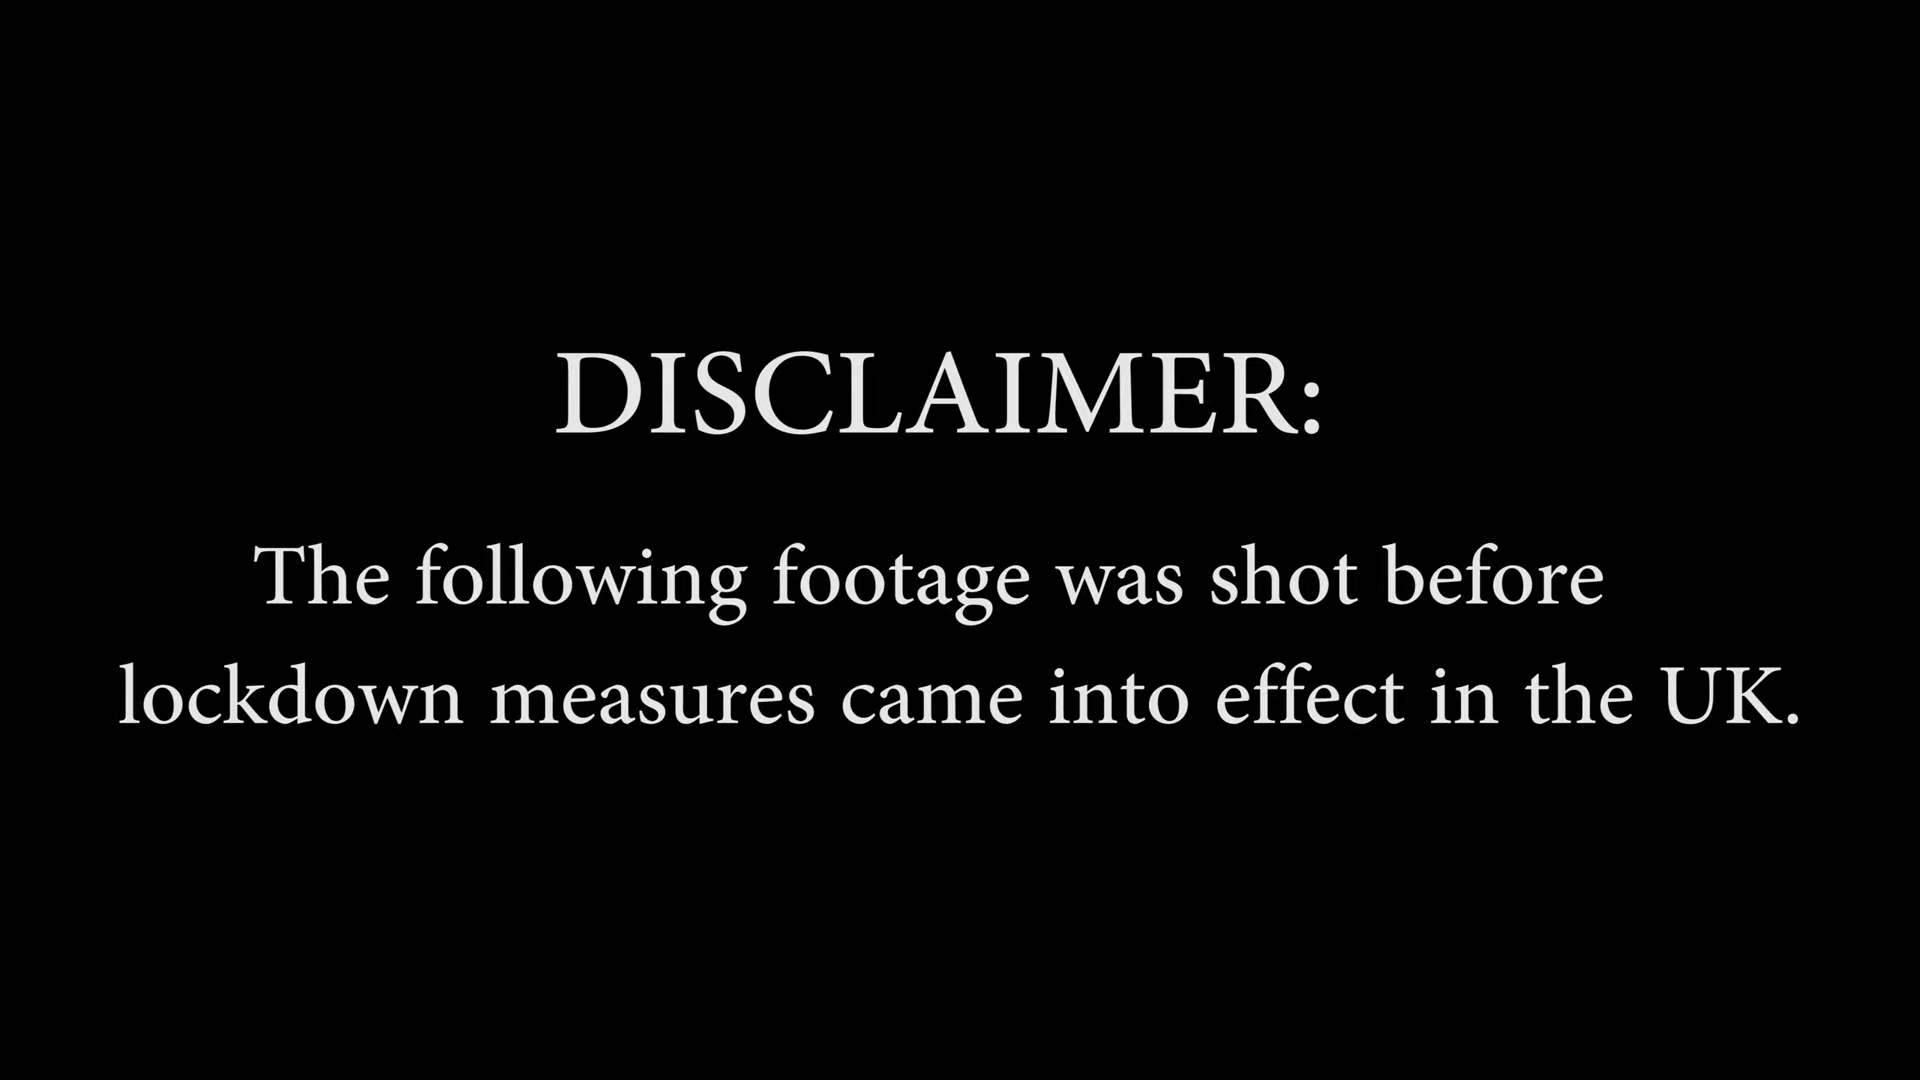 DISCLAIMER:
The following footage was shot before
lockdown measures came into effect in the UK.